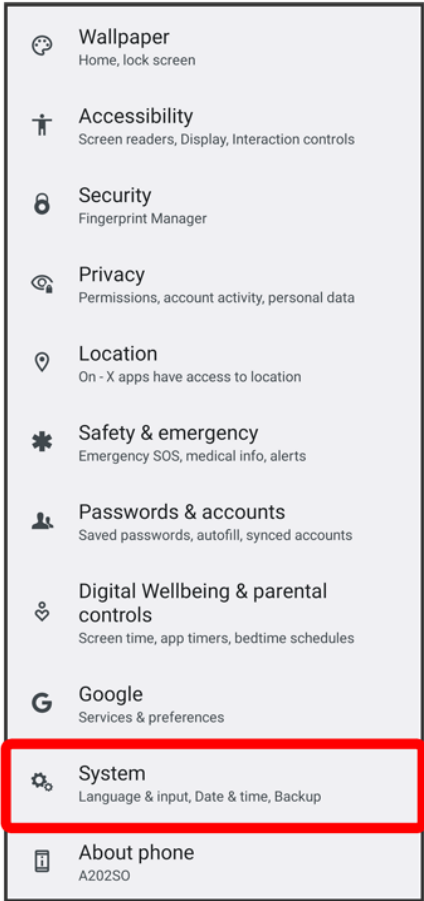 Wallpaper
Home, lock screen
Accessibility
Screen readers, Display, Interaction controls
Security
Fingerprint Manager
Privacy
Permissions, account activity, personal data
Location
On - X apps have access to location
Safety & emergency
Emergency SOS, medical info, alerts
Passwords & accounts
Saved passwords, autofill, synced accounts
Digital Wellbeing & parental
controls
Screen time, app timers, bedtime schedules
Google
Services & preferences
System
Language & input, Date & time, Backup
About phone
A202SO